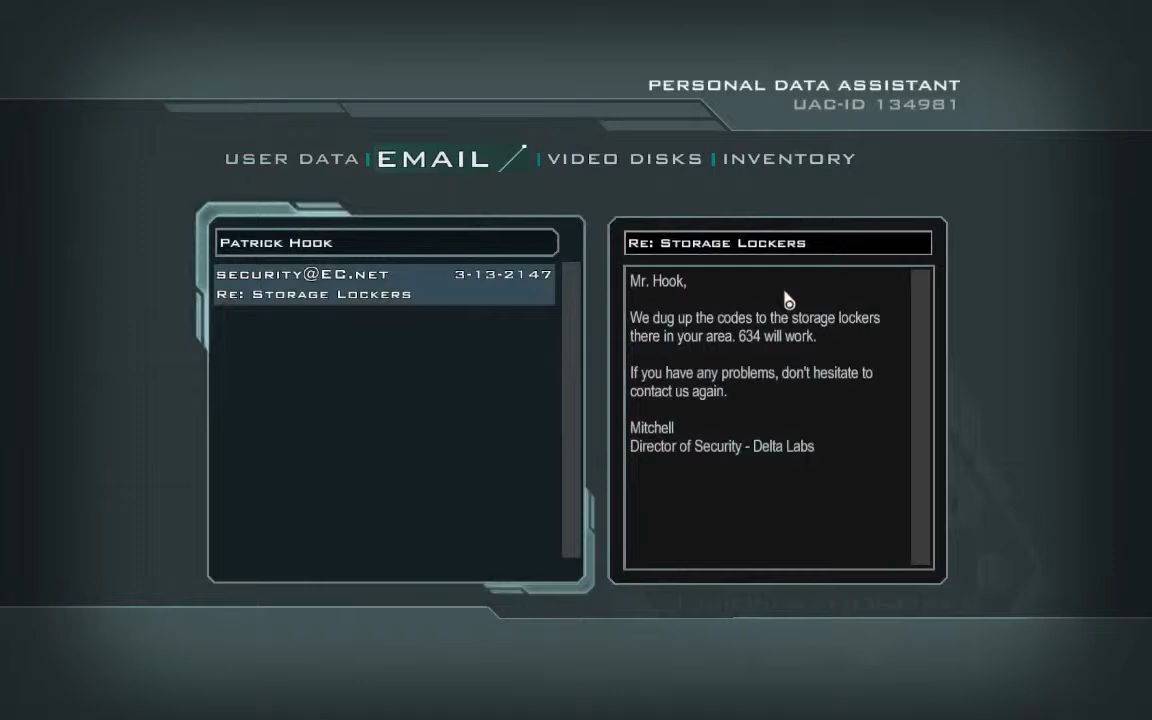 PERSONAL DATA ASSISTANT
UAC-ID 134981
USER DATA EMAIL VIDEO DISKS INVENTORY
PATRICK HOOK
SECURITY@EC.NET 3-13-2147
RE: STORAGE LOCKERS
RE: STORAGE LOCKERS
Mr. Hook,
We dug up the codes to the storage lockers
there in your area. 634 will work.
If you have any problems, don't hesitate to
contact us again.
Mitchell
Director of Security - Delta Labs